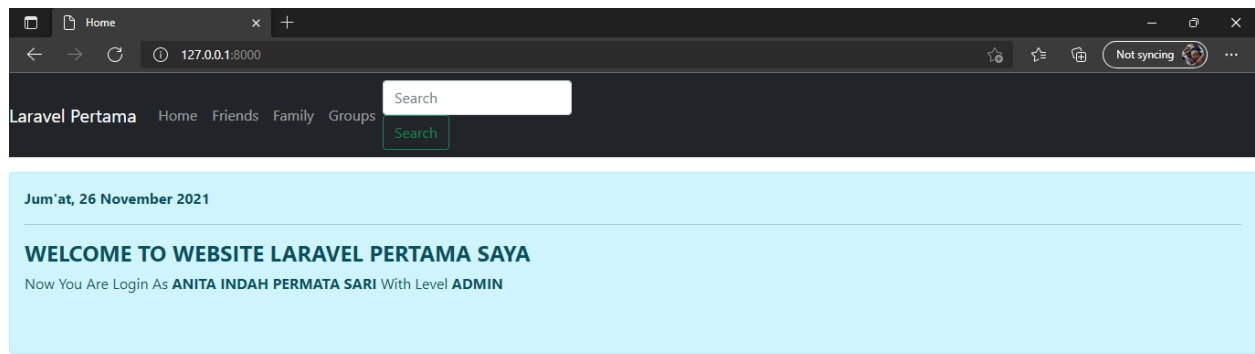 Home
127.0.0.1:8000
Not syncing
Laravel Pertama Home Friends Family Groups
Search
Search
Jum'at, 26 November 2021
WELCOME TO WEBSITE LARAVEL PERTAMA SAYA
Now You Are Login As ANITA INDAH PERMATA SARI With Level ADMIN